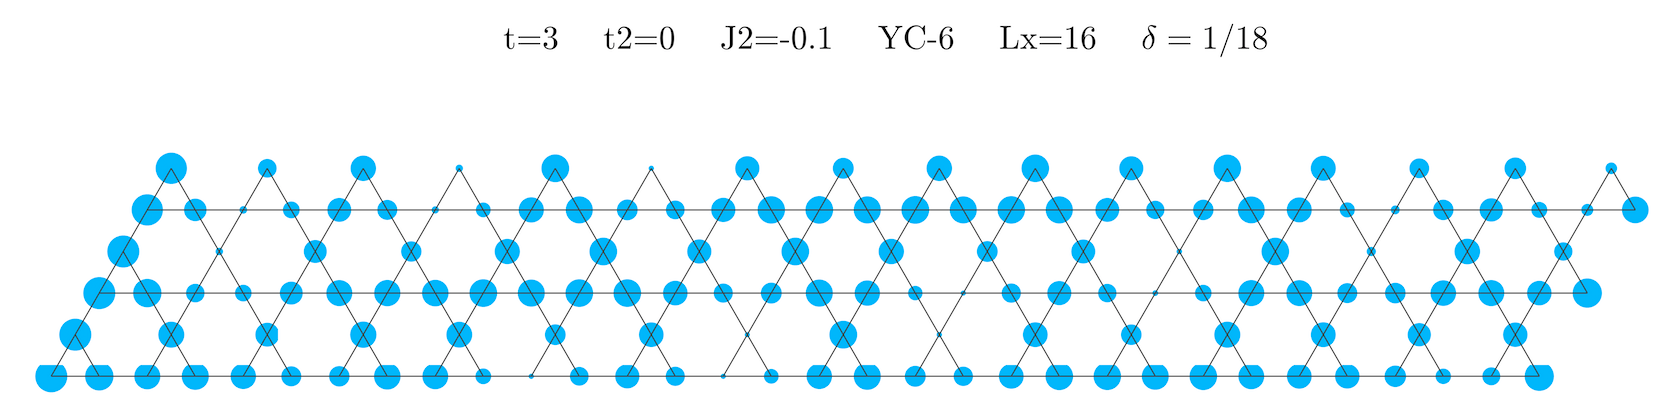 t=3 t2=0 J2=-0.1 YC-6 Lx=16 δ = 1/18